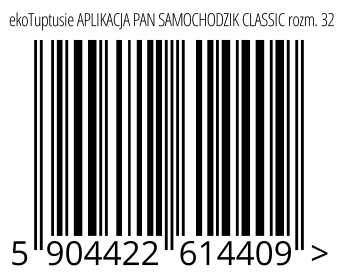 ekoTuptusie APLIKACJA PAN SAMOCHODZIK CLASSIC rozm. 32
5 904422 614409 >